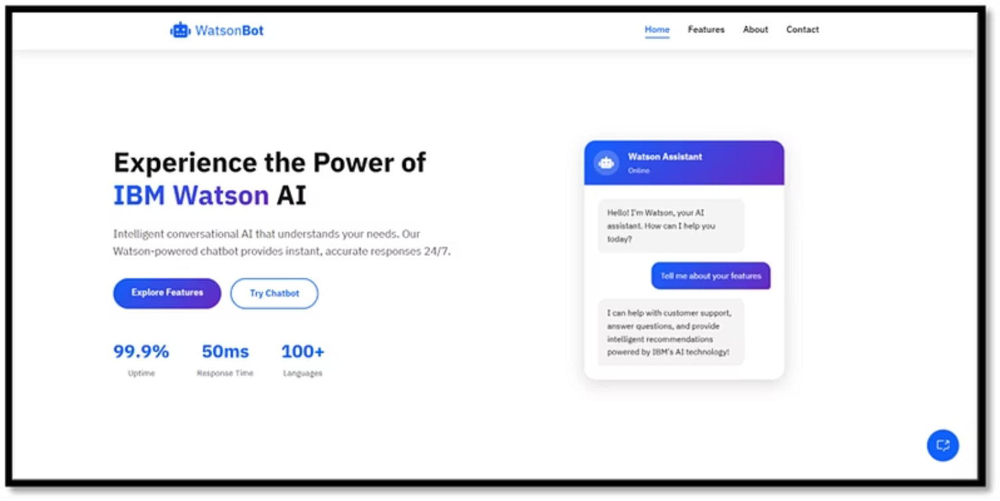 WatsonBot
Home Features About Contact
Experience the Power of
IBM Watson AI
Intelligent conversational AI that understands your needs. Our
Watson-powered chatbot provides instant, accurate responses 24/7.
Explore Features
Try Chatbot
99.9%
Uptime
50ms
Response Time
100+
Languages
Watson Assistant
Online
Hello! I'm Watson, your AI
assistant. How can I help you
today?
Tell me about your features
I can help with customer support,
answer questions, and provide
intelligent recommendations
powered by IBM's AI technology!